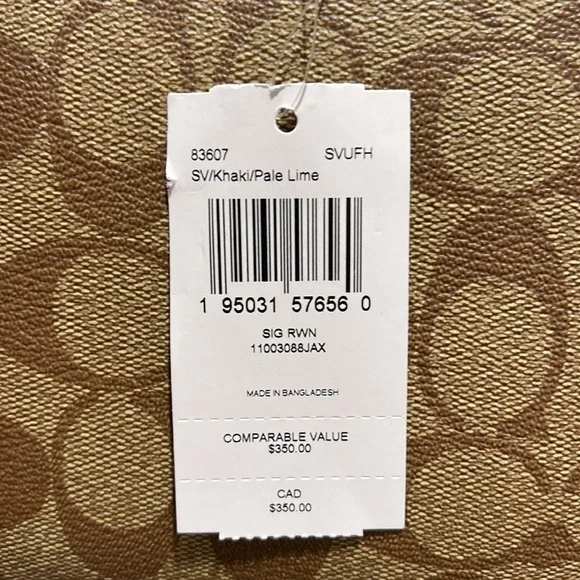 83607 SVUFH
SV/Khaki/Pale Lime
1 95031 57656 0
SIG RWN
11003088JAX
MADE IN BANGLADESH
COMPARABLE VALUE
$350.00
CAD
$350.00